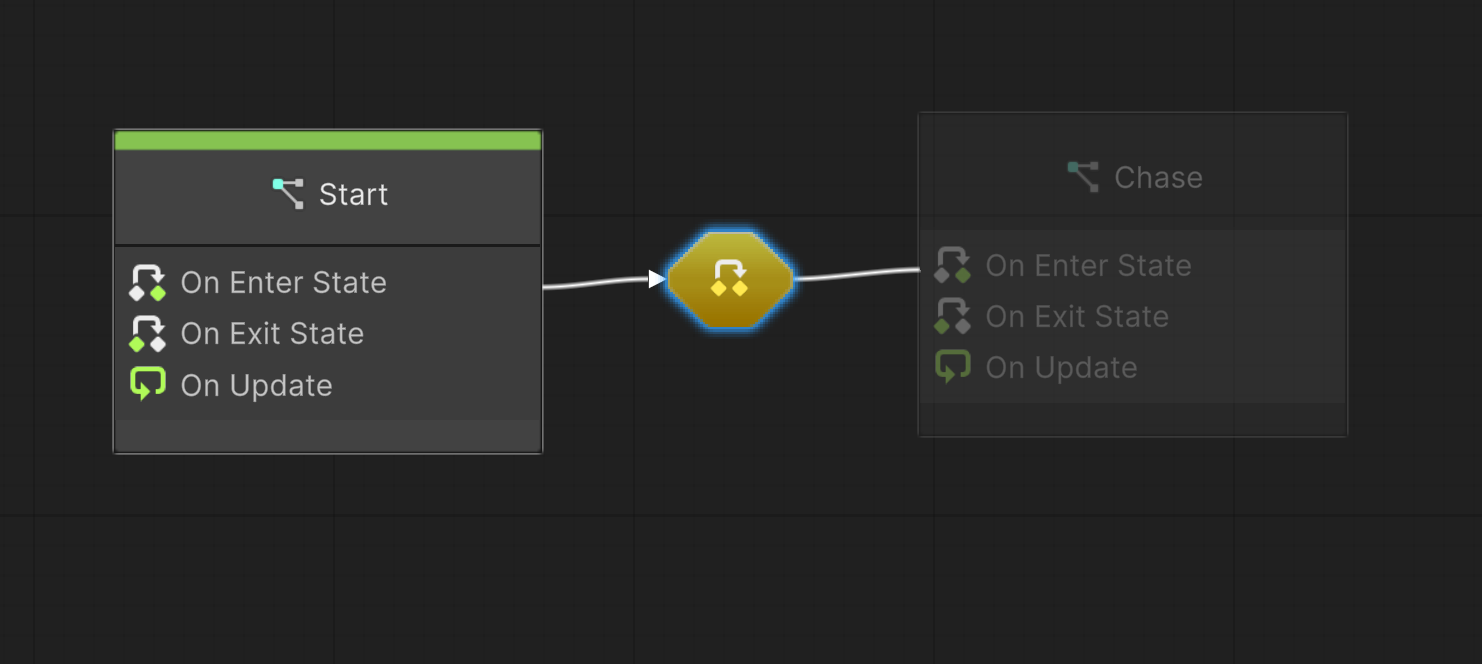 Start
On Enter State
On Exit State
On Update
Chase
On Enter State
On Exit State
On Update